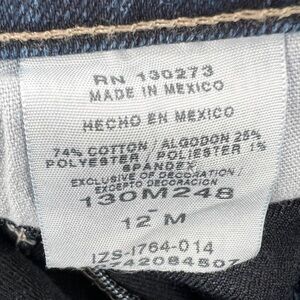 RN 130273
MADE IN MEXICO
HECHO EN MEXICO
74% COTTON / ALGODON 25%
POLYESTER / POLIESTER 1%
SPANDEX
EXCLUSIVE OF DECORATION /
EXCEPTO DECORACION
130M248
12 M
IZS-1764-014